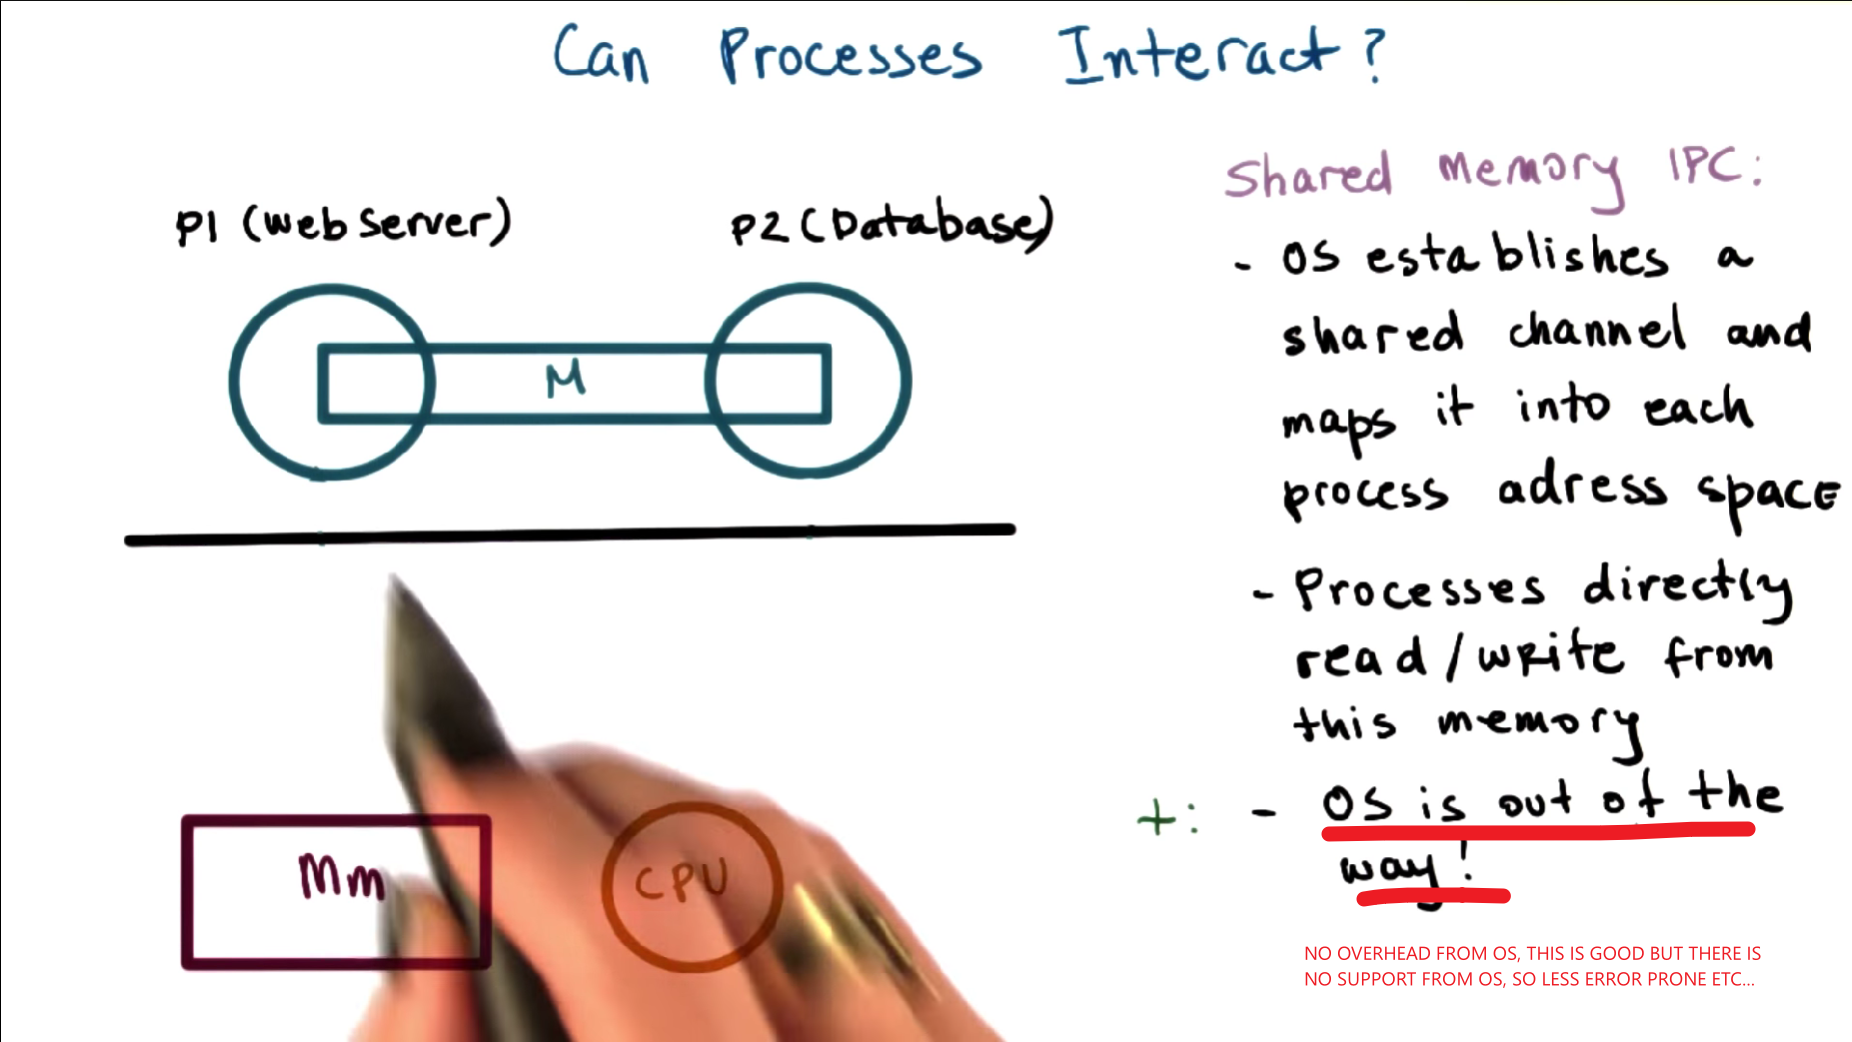 Can Processes Interact?
P1 (Web Server)
P2 (Database)
M
Mm
CPU
Shared Memory IPC:
- OS establishes a
shared channel and
maps it into each
process adress space
- Processes directly
read/write from
this memory
+: - OS is out of the
way!
NO OVERHEAD FROM OS, THIS IS GOOD BUT THERE IS
NO SUPPORT FROM OS, SO LESS ERROR PRONE ETC...